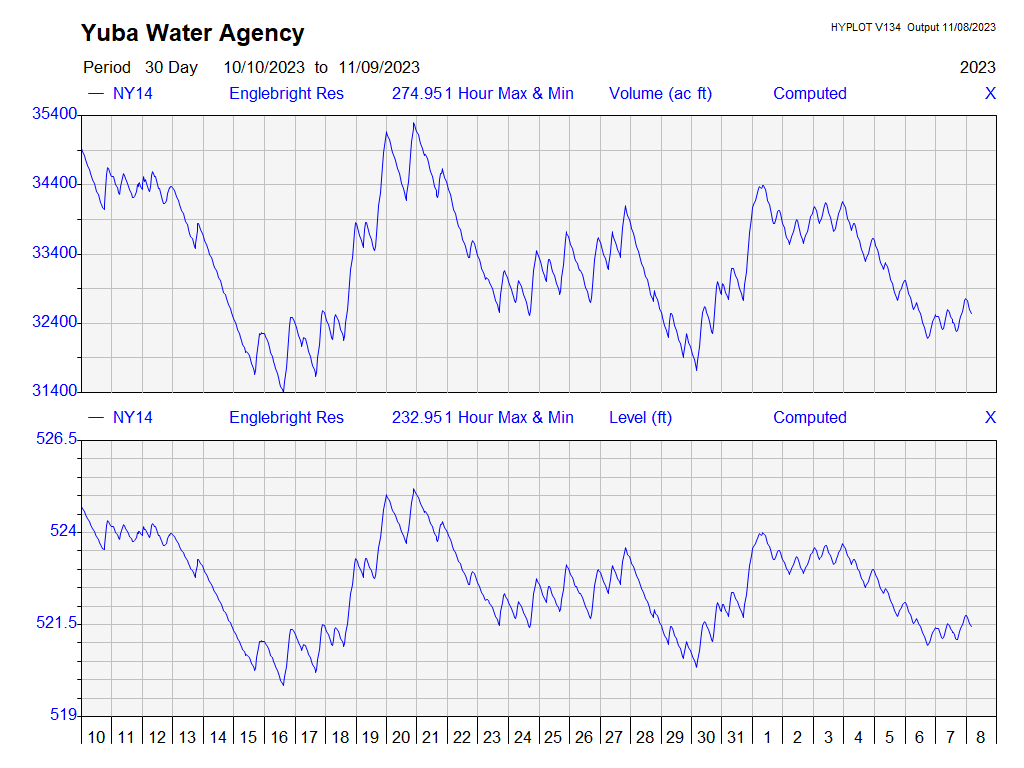 Yuba Water Agency
HYPLOT V134 Output 11/08/2023
Period 30 Day 10/10/2023 to 11/09/2023
2023
NY14 Englebright Res 274.951 Hour Max & Min Volume (ac ft) Computed X
35400
34400
33400
32400
31400
NY14 Englebright Res 232.951 Hour Max & Min Level (ft) Computed X
526.5
524
521.5
519
10 11 12 13 14 15 16 17 18 19 20 21 22 23 24 25 26 27 28 29 30 31 1 2 3 4 5 6 7 8